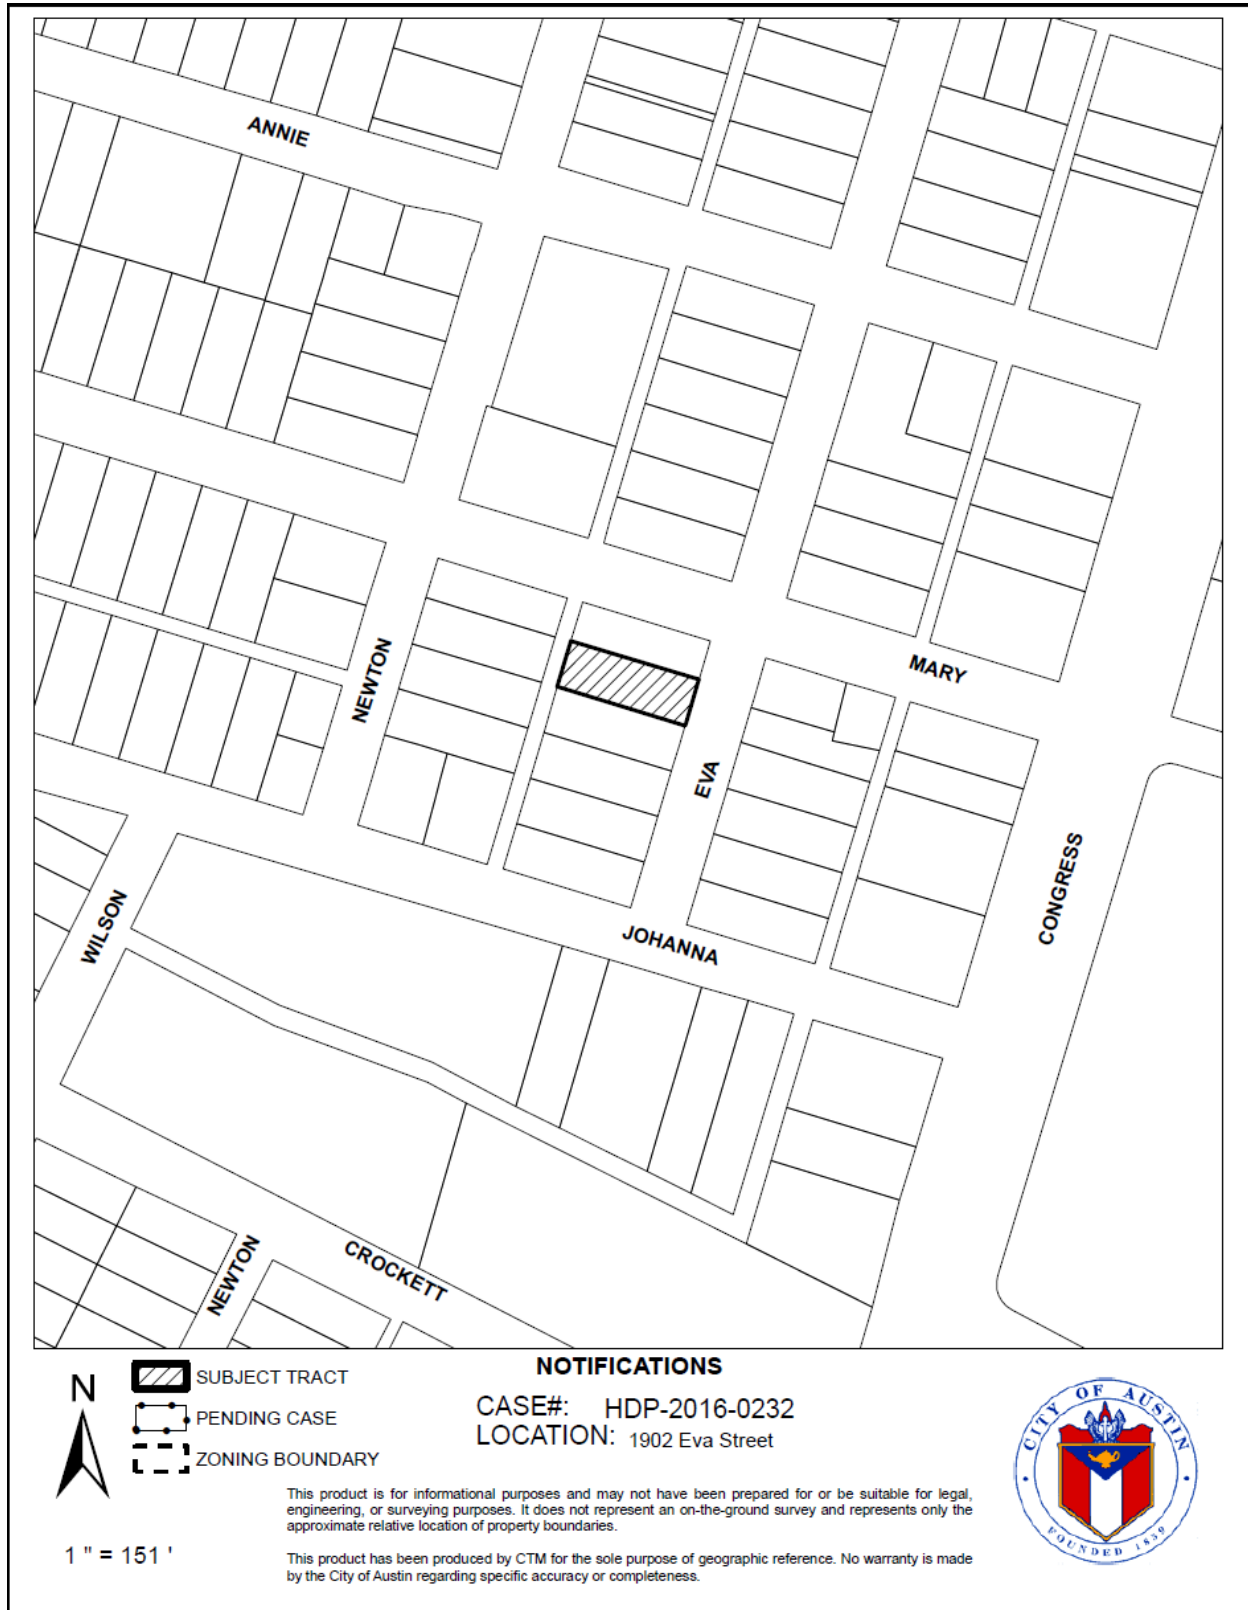 ANNIE
NEWTON
MARY
EVA
CONGRESS
WILSON
JOHANNA
NEWTON
CROCKETT
N
SUBJECT TRACT
PENDING CASE
ZONING BOUNDARY
1 " = 151 '
NOTIFICATIONS
CASE#: HDP-2016-0232
LOCATION: 1902 Eva Street
This product is for informational purposes and may not have been prepared for or be suitable for legal,
engineering, or surveying purposes. It does not represent an on-the-ground survey and represents only the
approximate relative location of property boundaries.
This product has been produced by CTM for the sole purpose of geographic reference. No warranty is made
by the City of Austin regarding specific accuracy or completeness.
CITY OF AUSTIN
FOUNDED 1839